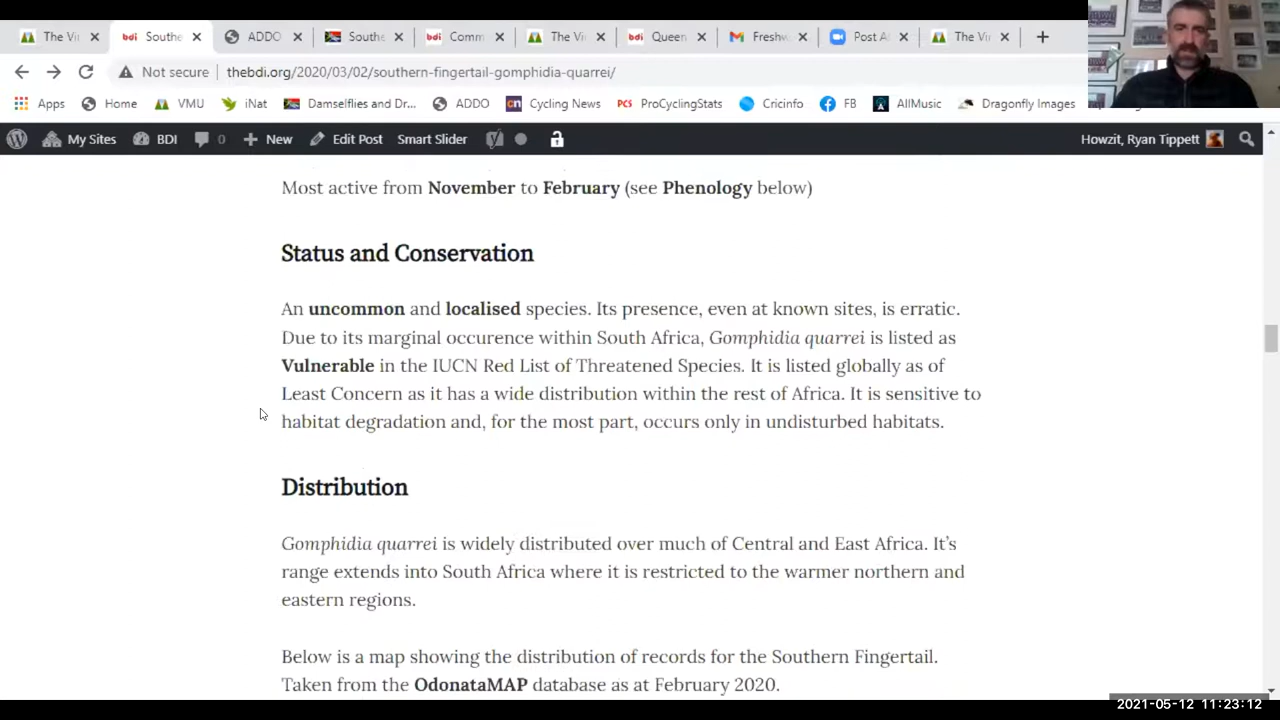 The Vi
Southe
ADDO
Souths
Comm
The Vi
Queen
Freshw
Post A
The Vi
Not secure
thebdi.org/2020/03/02/southern-fingertail-gomphidia-quarrei/
Apps
Home
VMU
iNat
Damselflies and Dr...
ADDO
Cycling News
ProCyclingStats
Cricinfo
FB
AllMusic
Dragonfly Images
My Sites
BDI
0
New
Edit Post
Smart Slider
Howzit, Ryan Tippett
Most active from November to February (see Phenology below)
Status and Conservation
An uncommon and localised species. Its presence, even at known sites, is erratic.
Due to its marginal occurence within South Africa, Gomphidia quarrei is listed as
Vulnerable in the IUCN Red List of Threatened Species. It is listed globally as of
Least Concern as it has a wide distribution within the rest of Africa. It is sensitive to
habitat degradation and, for the most part, occurs only in undisturbed habitats.
Distribution
Gomphidia quarrei is widely distributed over much of Central and East Africa. It's
range extends into South Africa where it is restricted to the warmer northern and
eastern regions.
Below is a map showing the distribution of records for the Southern Fingertail.
Taken from the OdonataMAP database as at February 2020.
2021-05-12 11:23:12